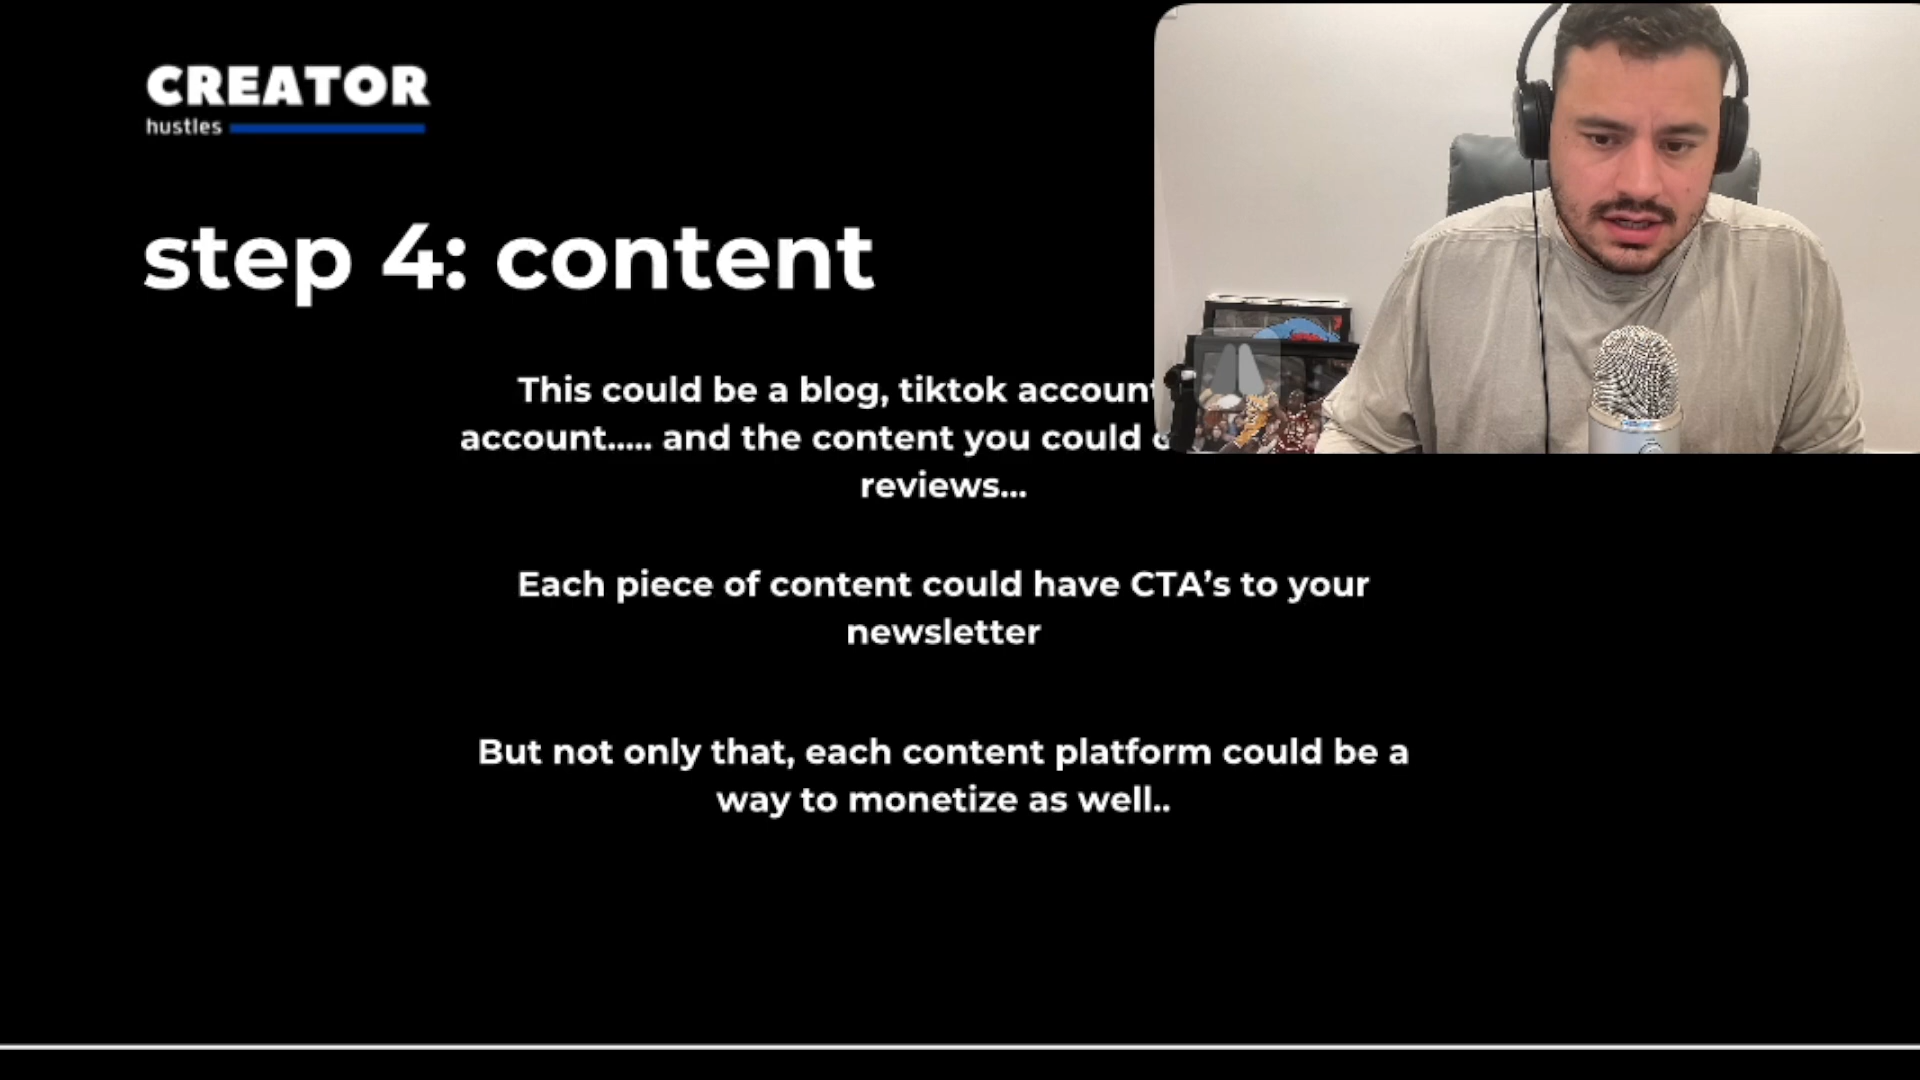 CREATOR
hustles
step 4: content
This could be a blog, tiktok account
account..... and the content you could
reviews...
Each piece of content could have CTA’s to your
newsletter
But not only that, each content platform could be a
way to monetize as well..